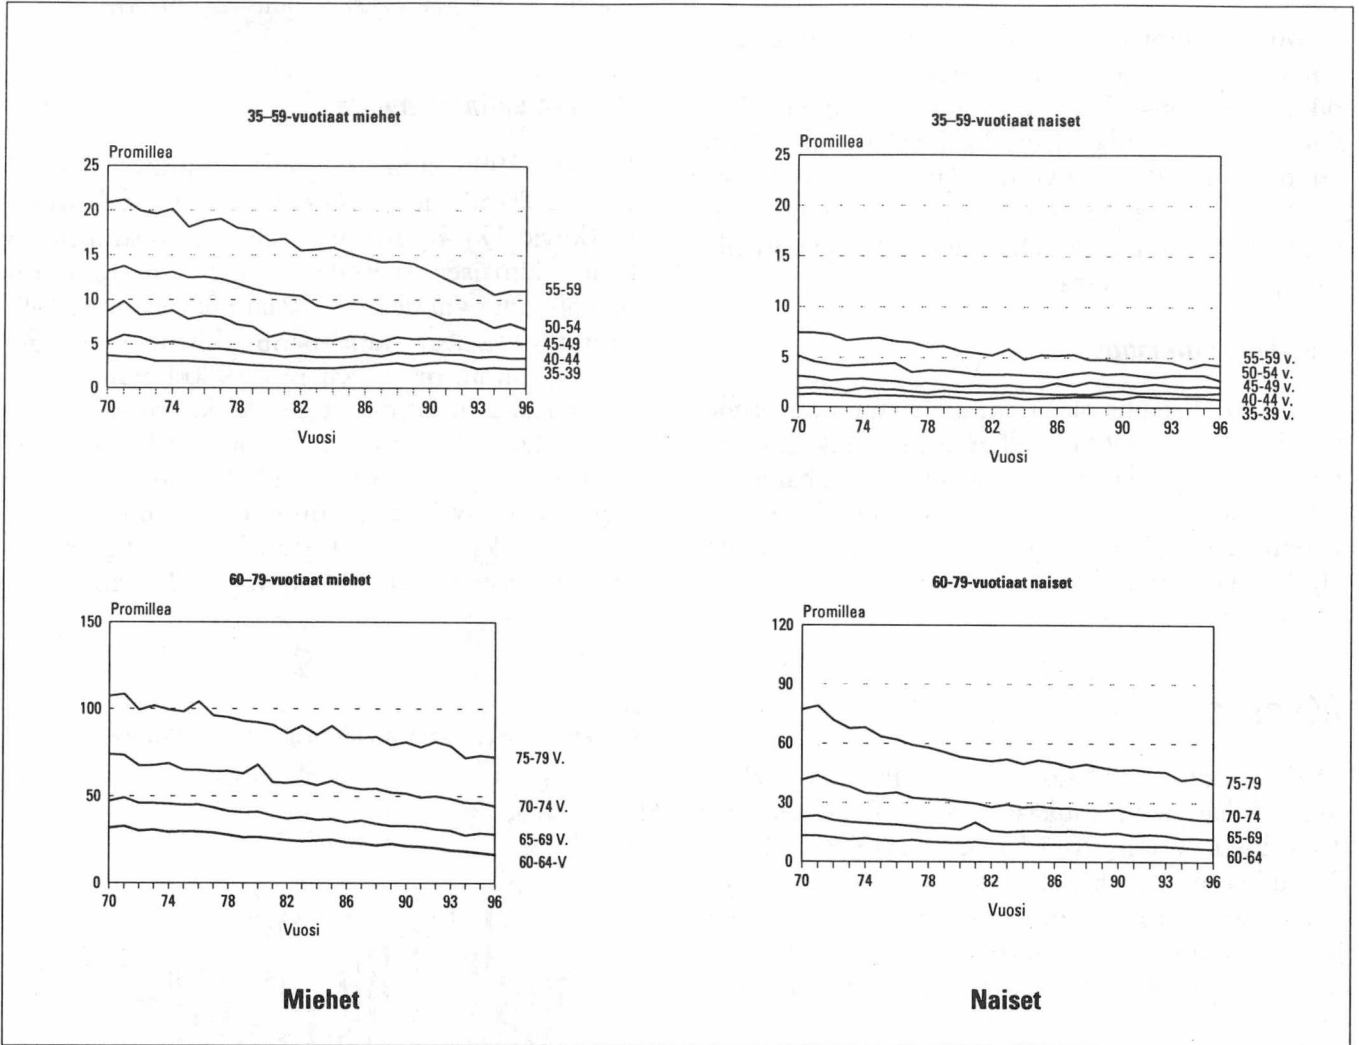 35–59-vuotiaat miehet
Promillea
25
20
15
10
5
0
55-59
50-54
45-49
40-44
35-39
70 74 78 82 86 90 93 96
Vuosi
35–59-vuotiaat naiset
Promillea
25
20
15
10
5
0
55-59 v.
50-54 v.
45-49 v.
40-44 v.
35-39 v.
70 74 78 82 86 90 93 96
Vuosi
60–79-vuotiaat miehet
Promillea
150
100
50
0
75-79 V.
70-74 V.
65-69 V.
60-64-V
70 74 78 82 86 90 93 96
Vuosi
60-79-vuotiaat naiset
Promillea
120
90
60
30
0
75-79
70-74
65-69
60-64
70 74 78 82 86 90 93 96
Vuosi
Miehet
Naiset